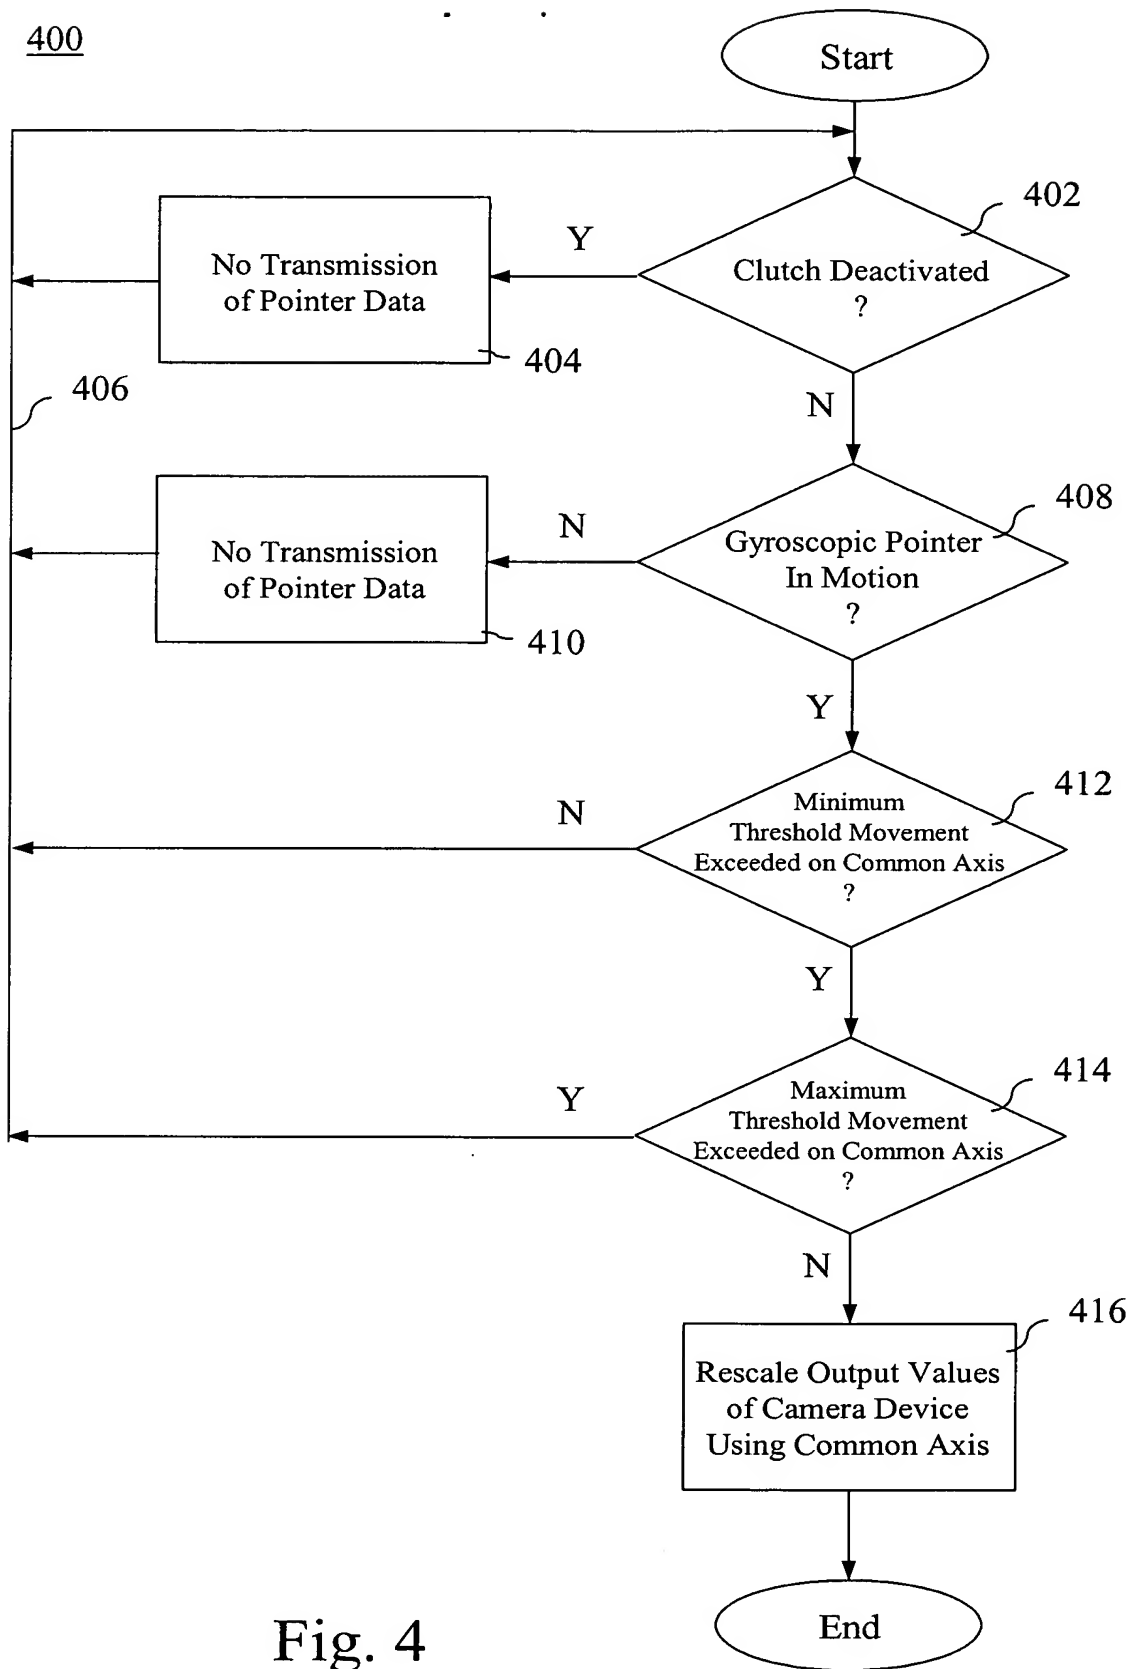 400
Start
402
Clutch Deactivated
?
Y
No Transmission
of Pointer Data
404
406
N
408
Gyroscopic Pointer
In Motion
?
N
No Transmission
of Pointer Data
410
Y
412
Minimum
Threshold Movement
Exceeded on Common Axis
?
N
Y
414
Maximum
Threshold Movement
Exceeded on Common Axis
?
Y
N
416
Rescale Output Values
of Camera Device
Using Common Axis
End
Fig. 4